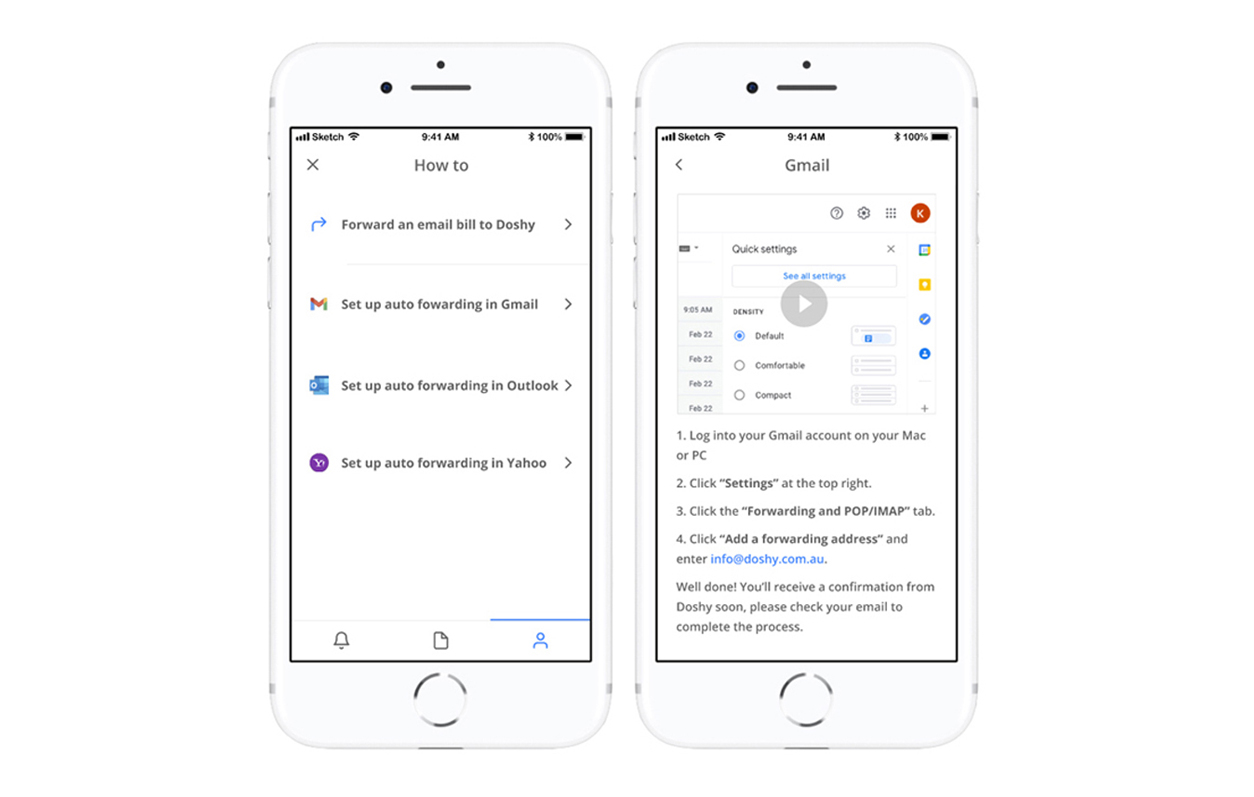 Sketch 9:41 AM 100%
How to
Forward an email bill to Doshy
Set up auto fowarding in Gmail
Set up auto forwarding in Outlook
Set up auto forwarding in Yahoo
Sketch 9:41 AM 100%
Gmail
K
Quick settings
See all settings
9:05 AM
DENSITY
Feb 22
Default
Feb 22
Comfortable
Feb 22
Compact
Feb 22
1. Log into your Gmail account on your Mac
or PC
2. Click “Settings” at the top right.
3. Click the “Forwarding and POP/IMAP” tab.
4. Click “Add a forwarding address” and
enter info@doshy.com.au.
Well done! You’ll receive a confirmation from
Doshy soon, please check your email to
complete the process.